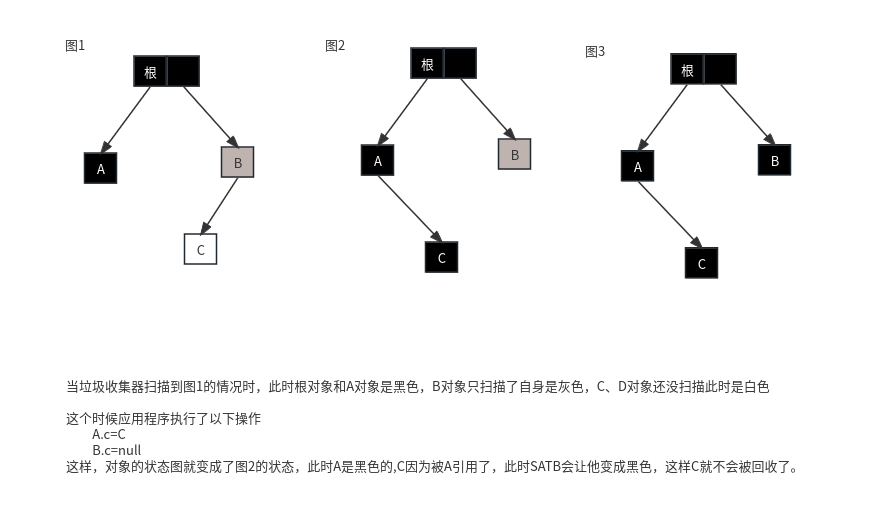 图1
图2
图3
根
根
根
A
B
A
B
A
B
C
C
C
当垃圾收集器扫描到图1的情况时，此时根对象和A对象是黑色，B对象只扫描了自身是灰色，C、D对象还没扫描此时是白色
这个时候应用程序执行了以下操作
A.c=C
B.c=null
这样，对象的状态图就变成了图2的状态，此时A是黑色的,C因为被A引用了，此时SATB会让他变成黑色，这样C就不会被回收了。